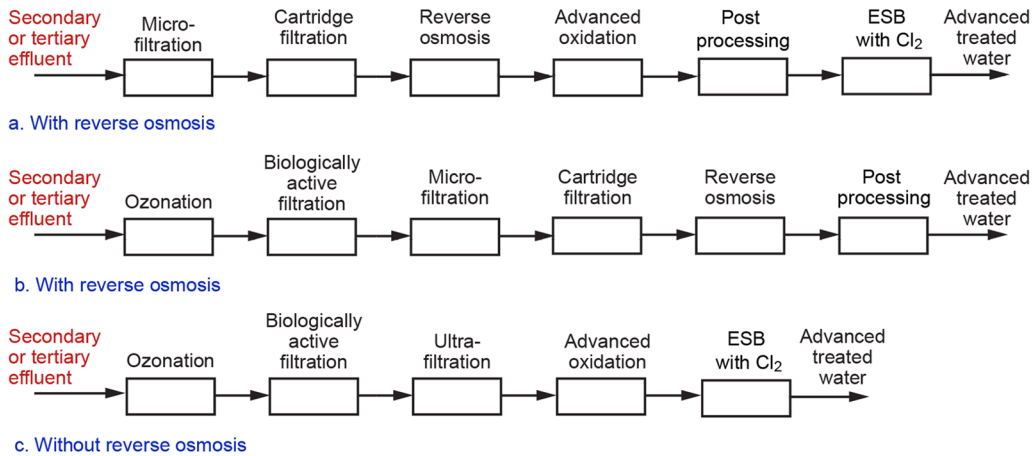 Secondary
or tertiary
effluent
Micro-
filtration
Cartridge
filtration
Reverse
osmosis
Advanced
oxidation
Post
processing
ESB
with Cl2
Advanced
treated
water
a. With reverse osmosis
Secondary
or tertiary
effluent
Ozonation
Biologically
active
filtration
Micro-
filtration
Cartridge
filtration
Reverse
osmosis
Post
processing
Advanced
treated
water
b. With reverse osmosis
Secondary
or tertiary
effluent
Ozonation
Biologically
active
filtration
Ultra-
filtration
Advanced
oxidation
ESB
with Cl2
Advanced
treated
water
c. Without reverse osmosis